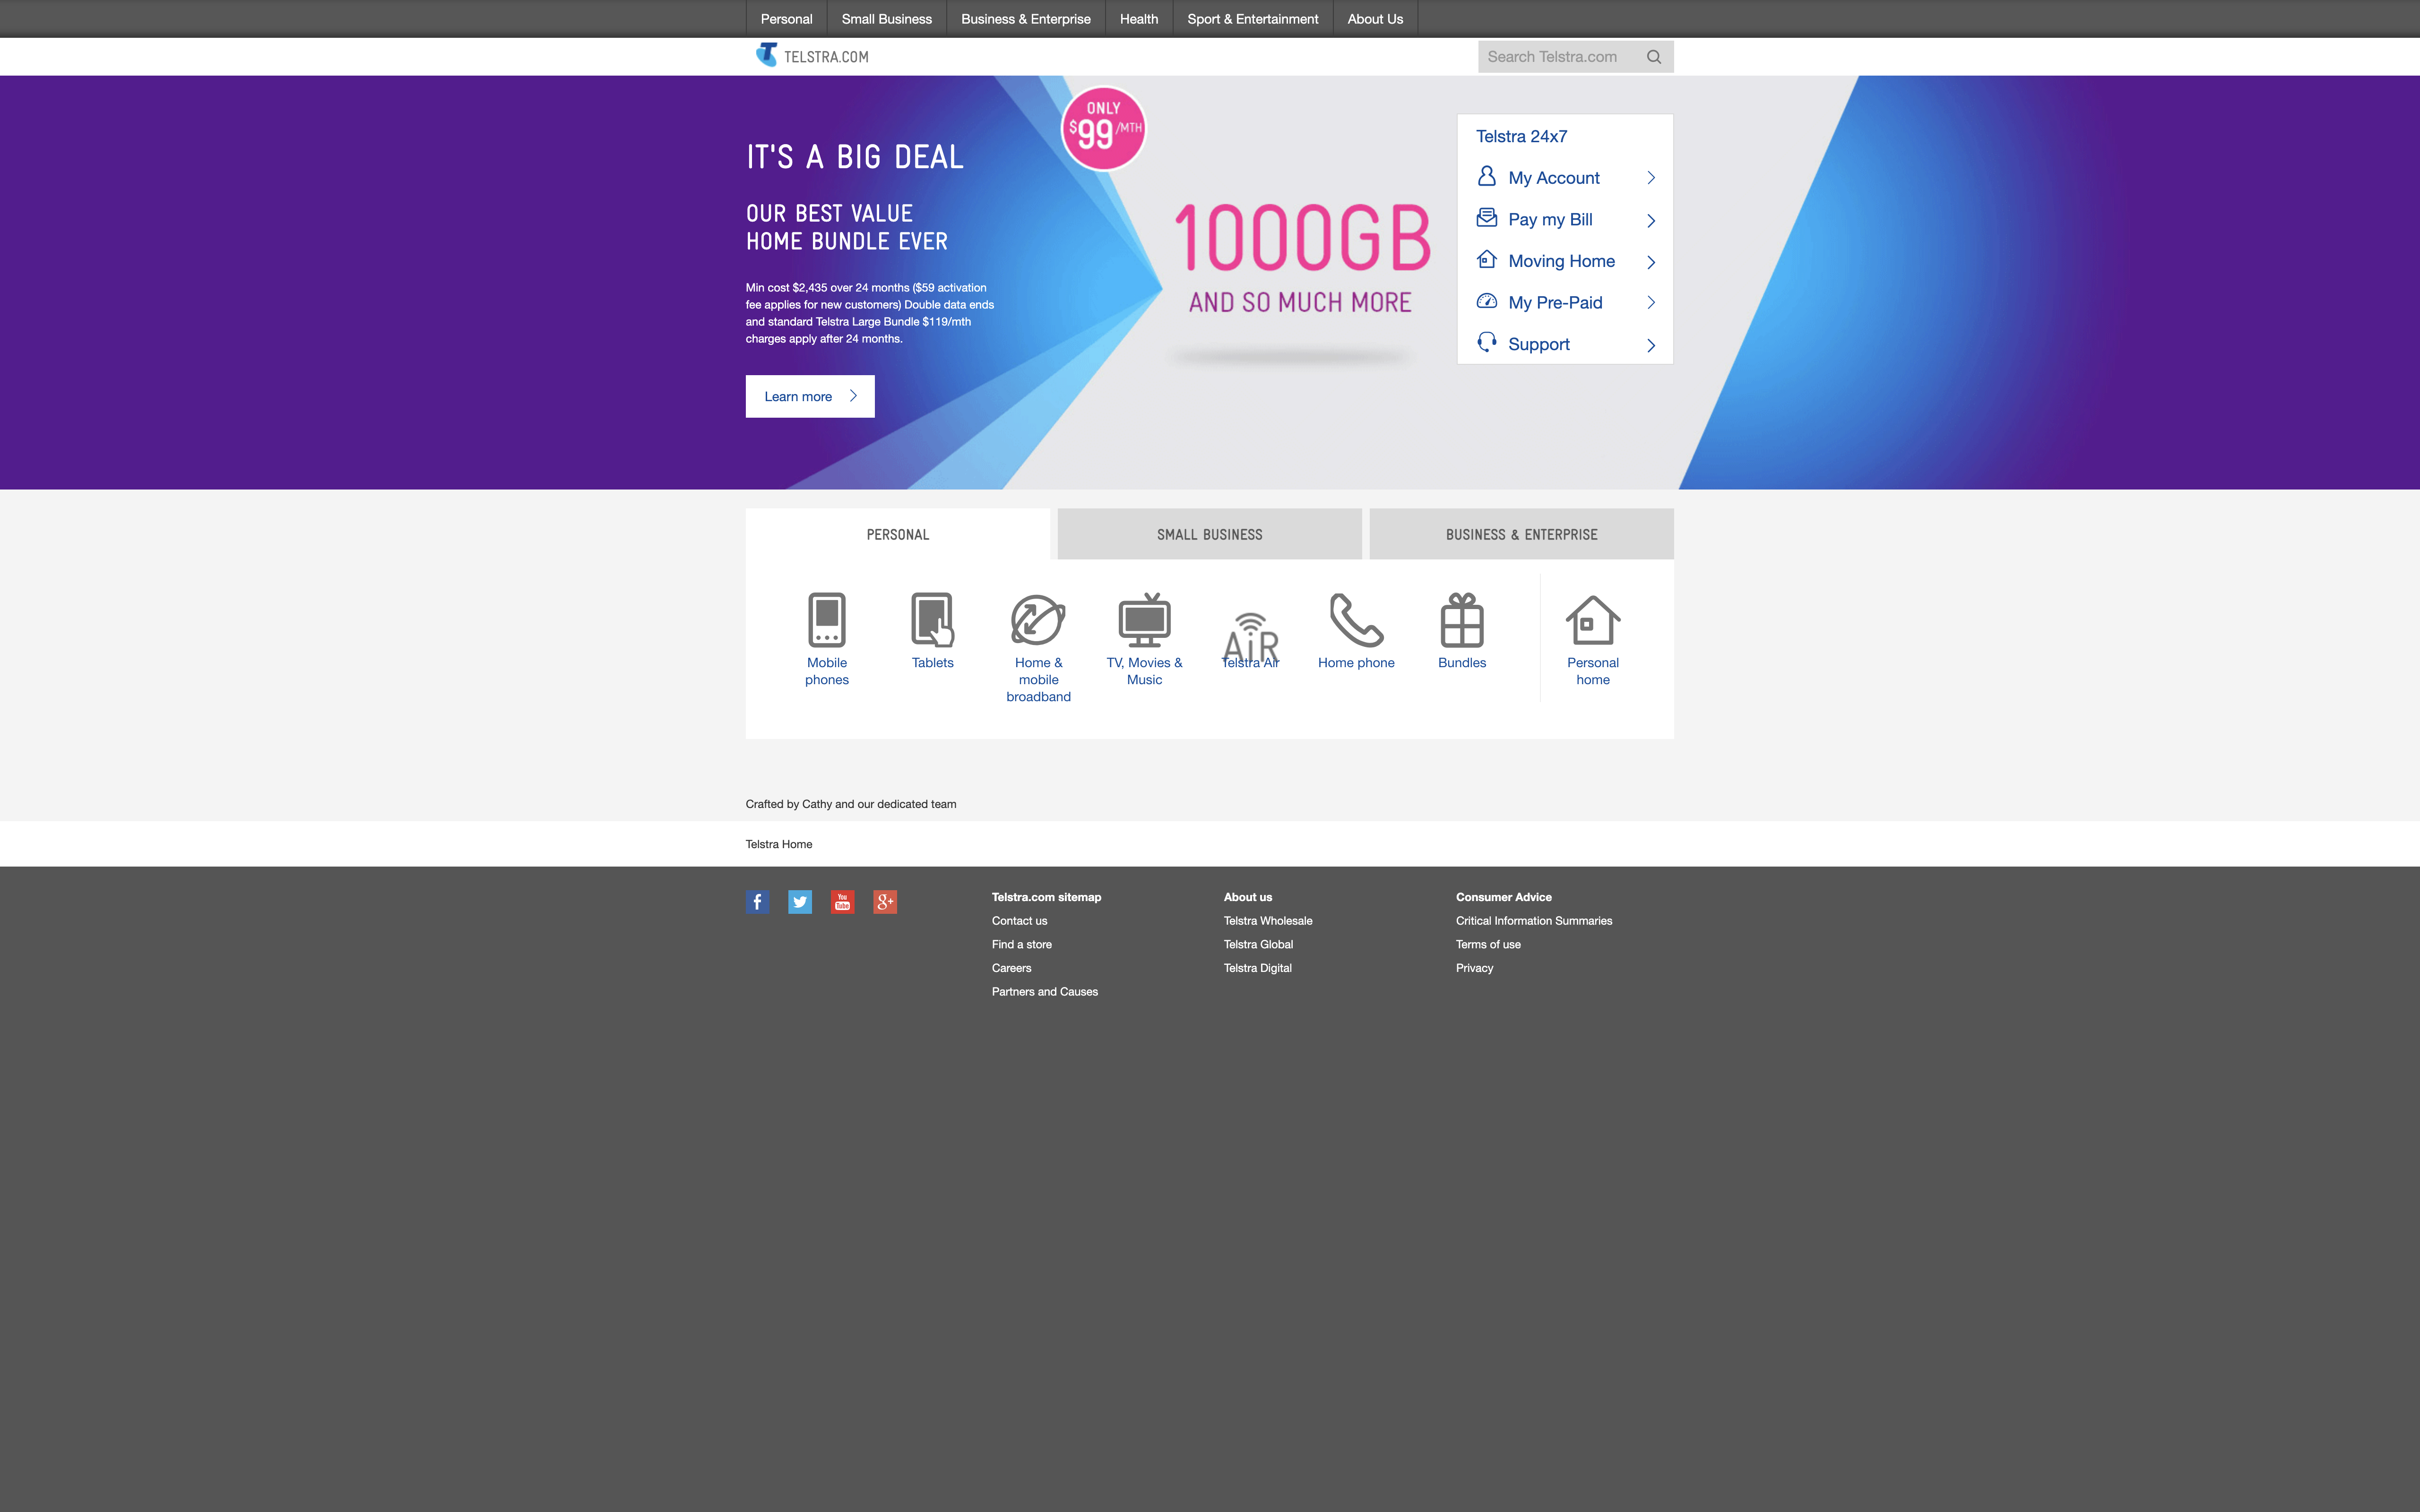 Personal
Small Business
Business & Enterprise
Health
Sport & Entertainment
About Us
TELSTRA.COM
Search Telstra.com
IT'S A BIG DEAL
OUR BEST VALUE
HOME BUNDLE EVER
Min cost $2,435 over 24 months ($59 activation
fee applies for new customers) Double data ends
and standard Telstra Large Bundle $119/mth
charges apply after 24 months.
Learn more
ONLY
$99/MTH
1000GB
AND SO MUCH MORE
Telstra 24x7
My Account
Pay my Bill
Moving Home
My Pre-Paid
Support
PERSONAL
SMALL BUSINESS
BUSINESS & ENTERPRISE
Mobile
phones
Tablets
Home &
mobile
broadband
TV, Movies &
Music
AiR
Telstra Air
Home phone
Bundles
Personal
home
Crafted by Cathy and our dedicated team
Telstra Home
f
You
Tube
g+
Telstra.com sitemap
Contact us
Find a store
Careers
Partners and Causes
About us
Telstra Wholesale
Telstra Global
Telstra Digital
Consumer Advice
Critical Information Summaries
Terms of use
Privacy